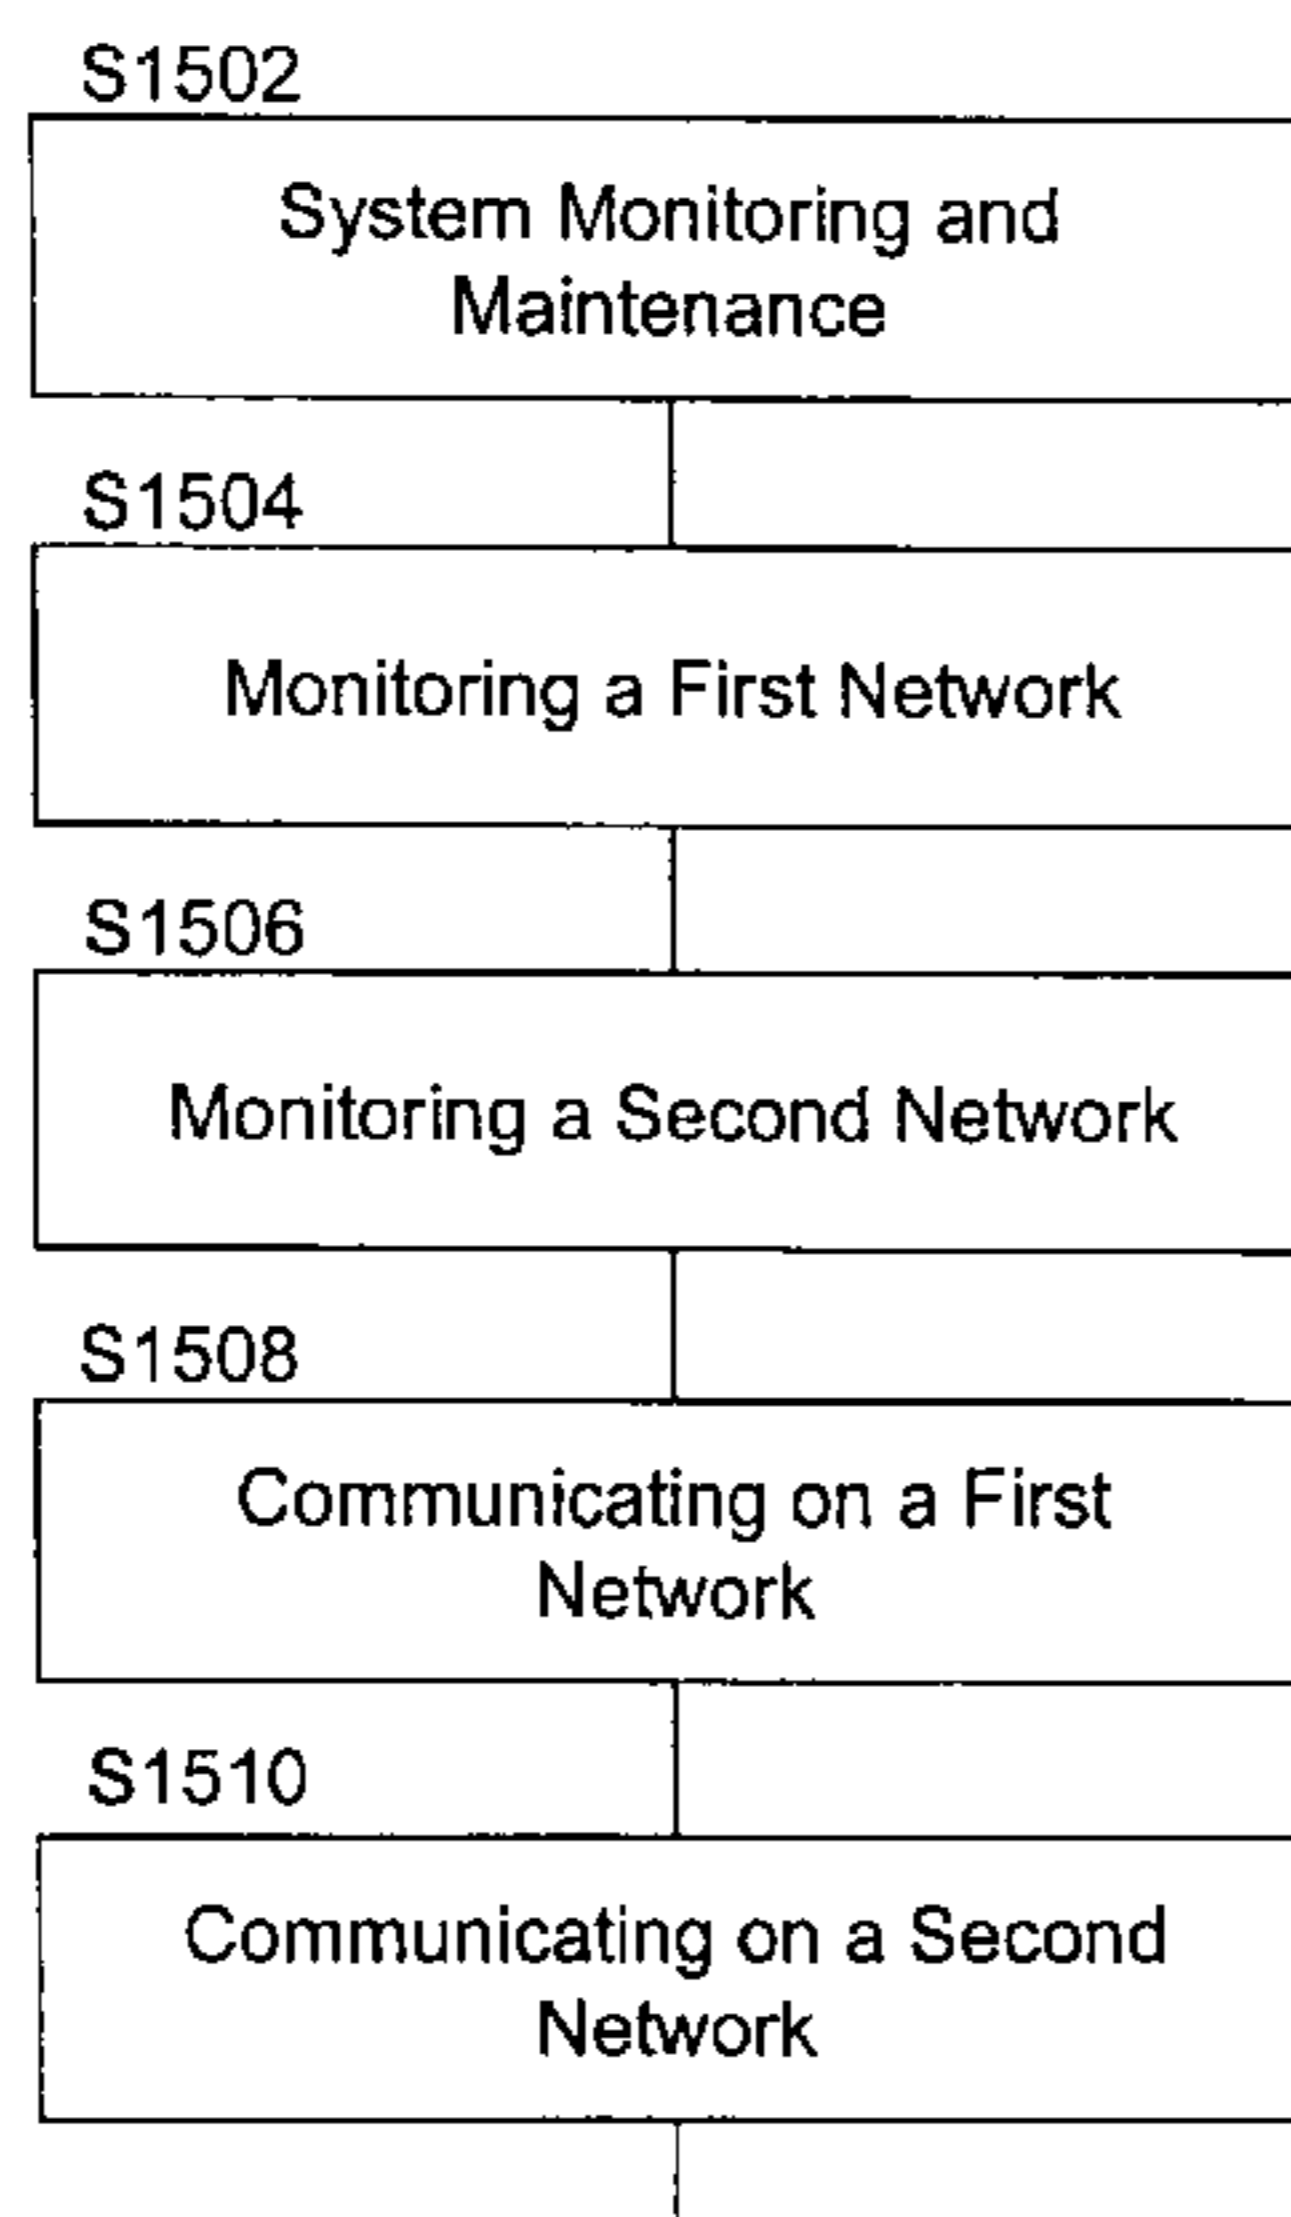 S1502
System Monitoring and
Maintenance
S1504
Monitoring a First Network
S1506
Monitoring a Second Network
S1508
Communicating on a First
Network
S1510
Communicating on a Second
Network